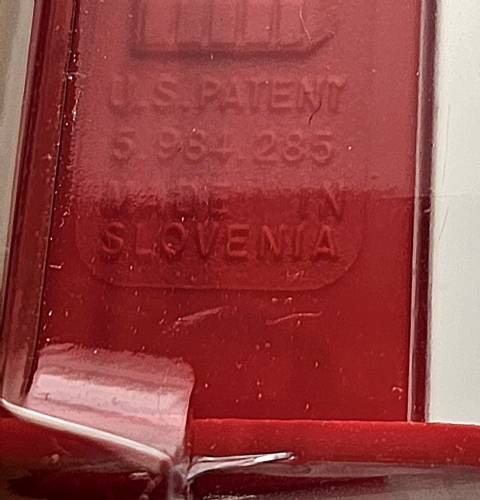 U.S. PATENT
5.984.285
MADE IN
SLOVENIA